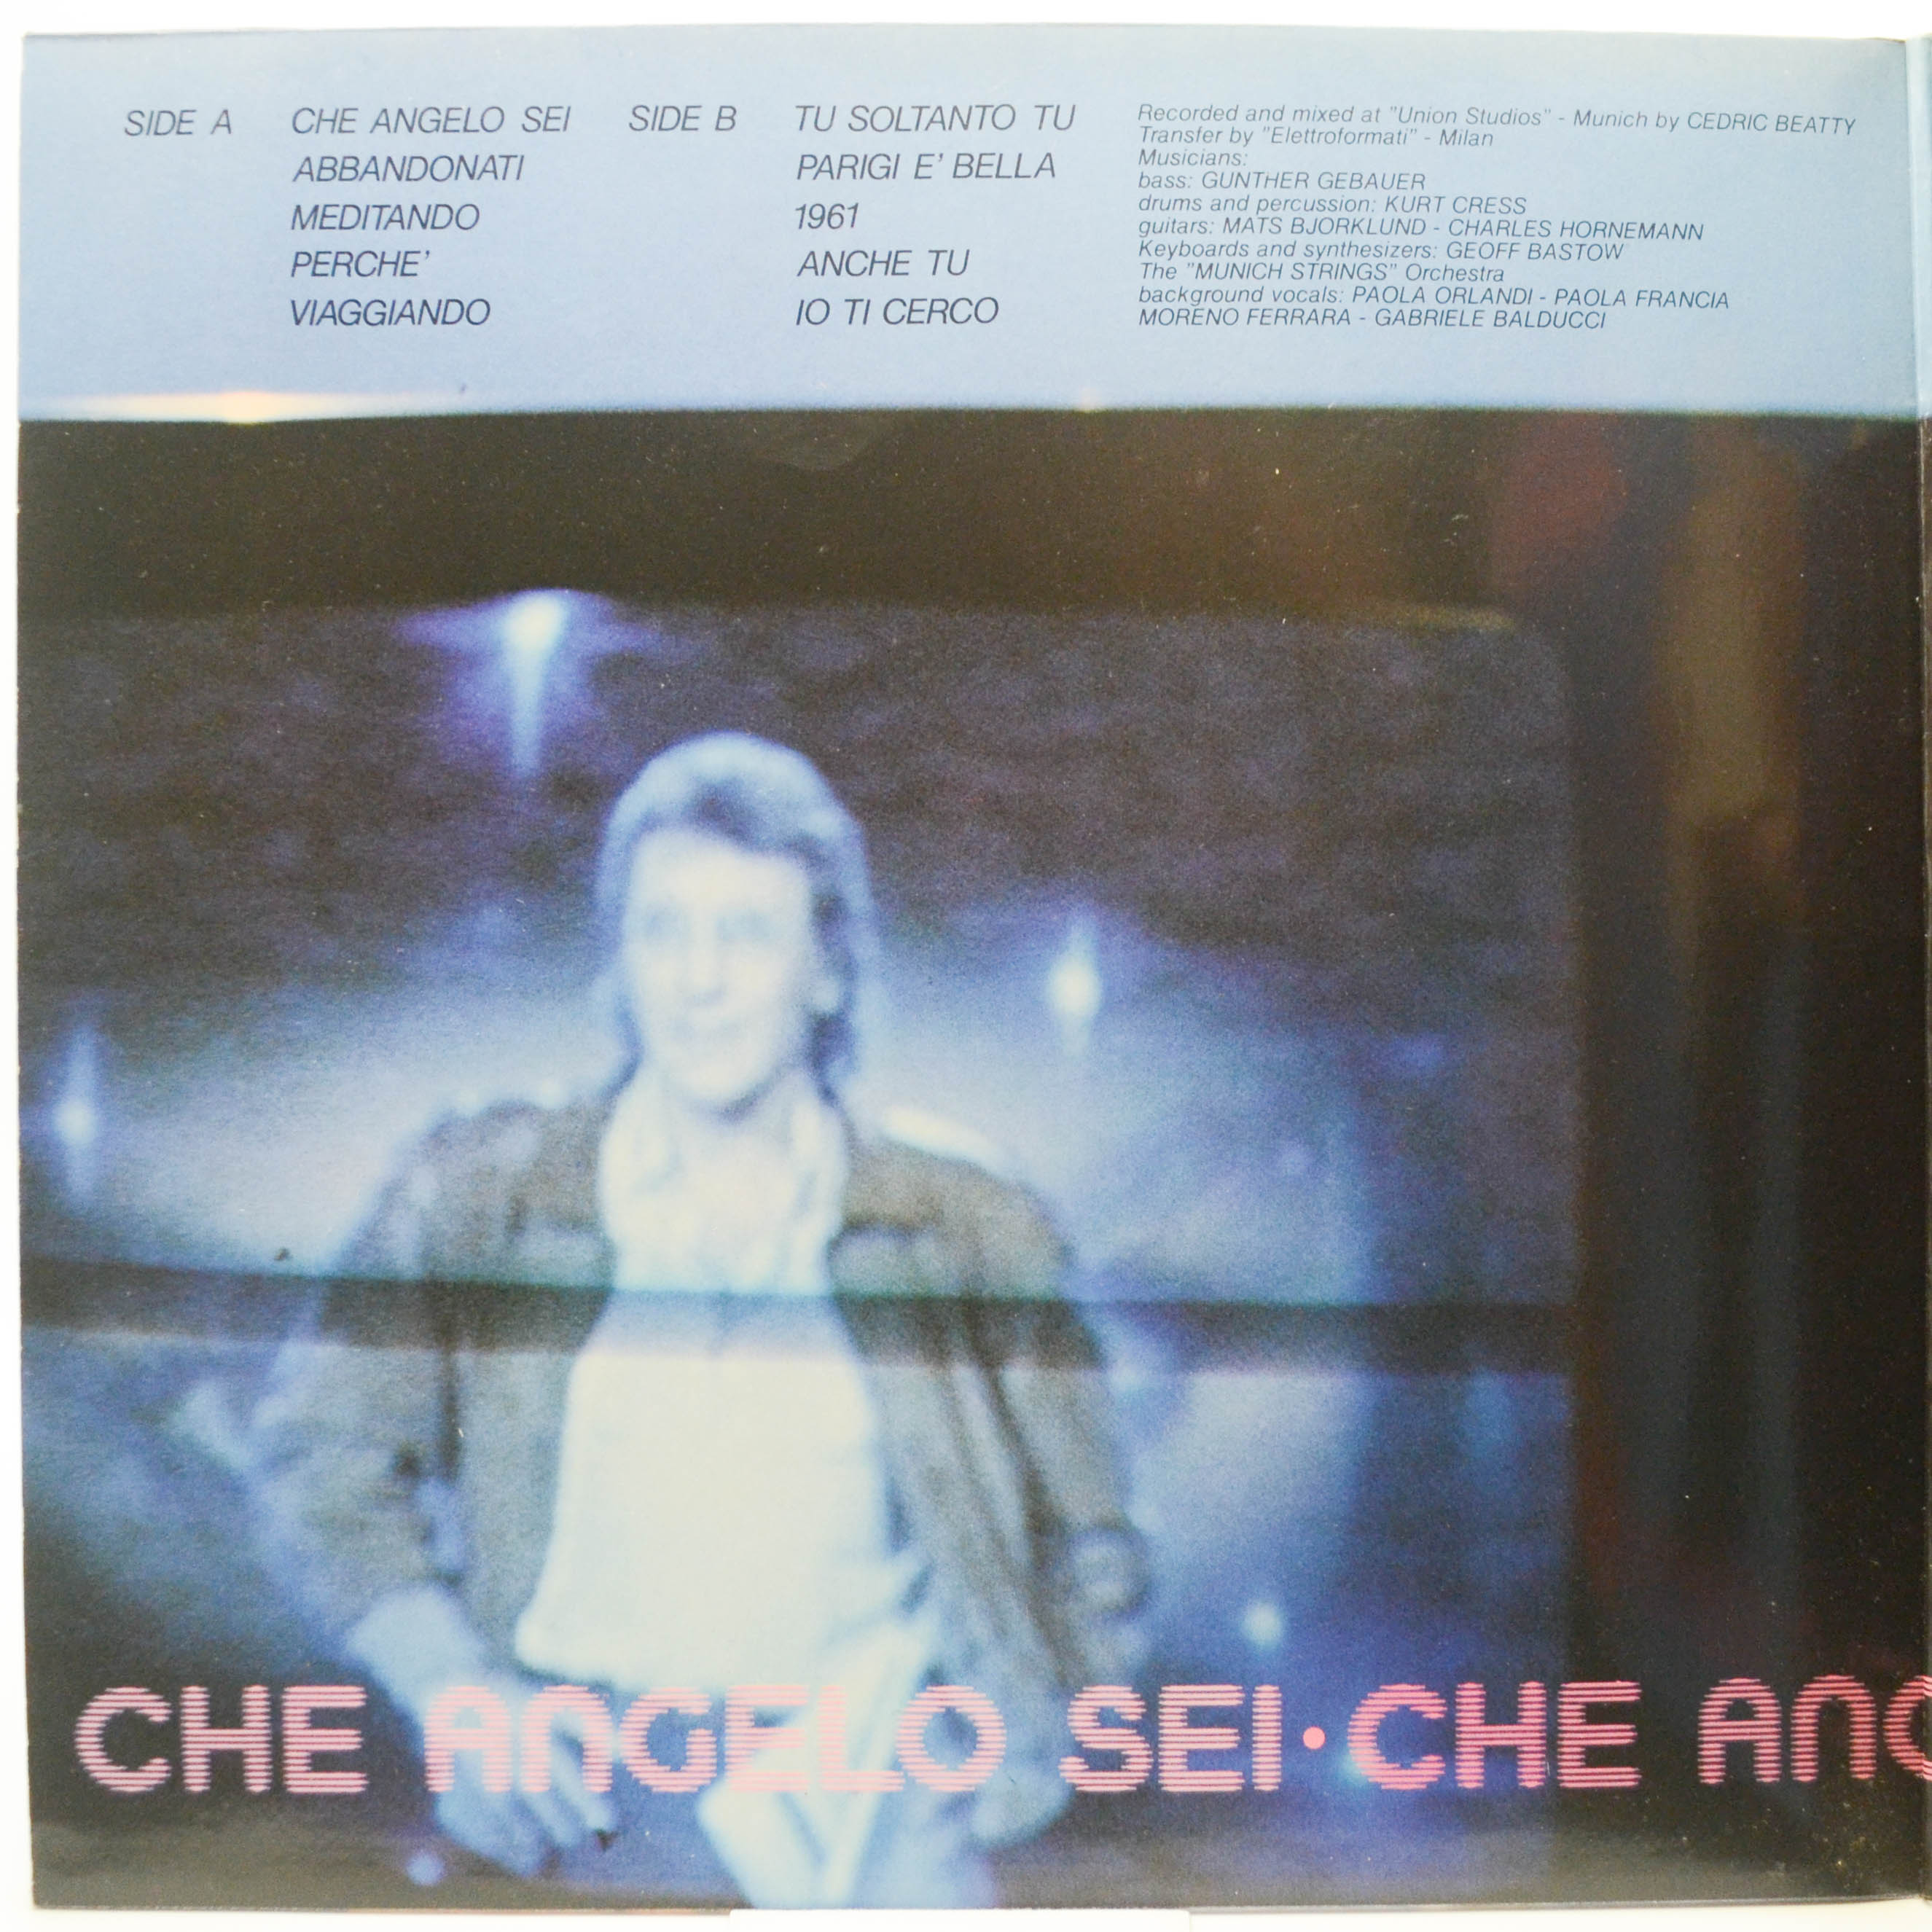 SIDE A
CHE ANGELO SEI
ABBANDONATI
MEDITANDO
PERCHE'
VIAGGIANDO
SIDE B
TU SOLTANTO TU
PARIGI E' BELLA
1961
ANCHE TU
IO TI CERCO
Recorded and mixed at "Union Studios" - Munich by CEDRIC BEATTY
Transfer by "Elettroformati" - Milan
Musicians:
bass: GUNTHER GEBAUER
drums and percussion: KURT CRESS
guitars: MATS BJORKLUND - CHARLES HORNEMANN
Keyboards and synthesizers: GEOFF BASTOW
The "MUNICH STRINGS" Orchestra
background vocals: PAOLA ORLANDI - PAOLA FRANCIA
MORENO FERRARA - GABRIELE BALDUCCI
CHE ANGELO SEI • CHE ANG